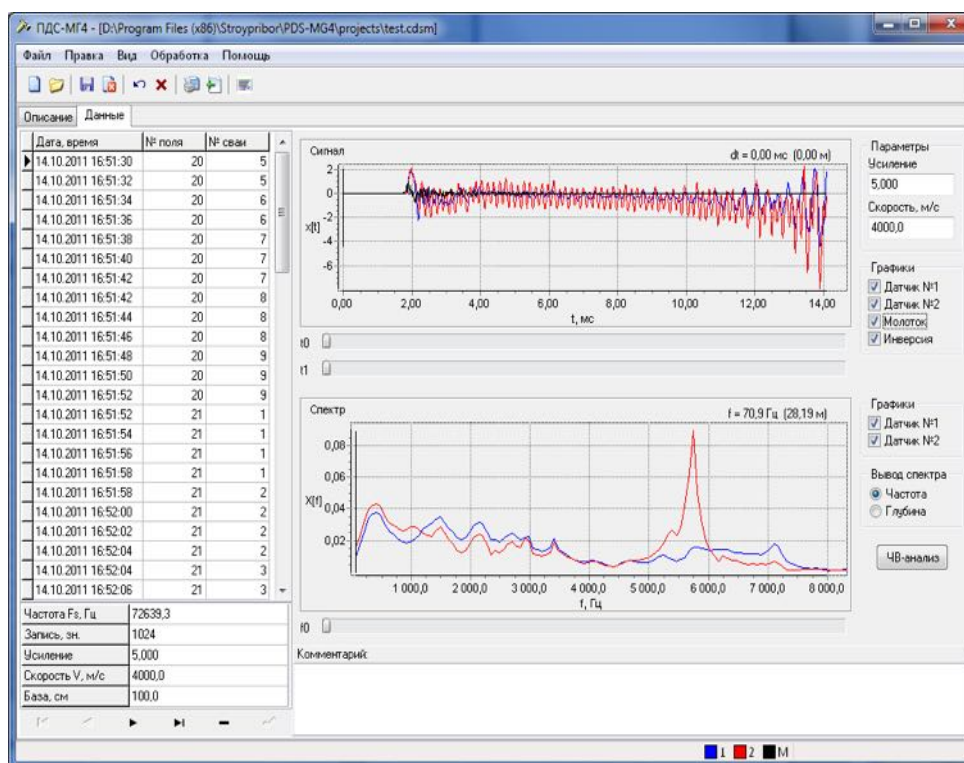 ПДС-МГ4 - [D:\Program Files (x86)\Stroypribor\PDS-MG4\projects\test.cdsm]
Файл Правка Вид Обработка Помощь
Описание Данные
Дата, время № поля № сваи
14.10.2011 16:51:30 20 5
14.10.2011 16:51:32 20 5
14.10.2011 16:51:34 20 6
14.10.2011 16:51:36 20 6
14.10.2011 16:51:38 20 7
14.10.2011 16:51:40 20 7
14.10.2011 16:51:42 20 7
14.10.2011 16:51:42 20 8
14.10.2011 16:51:44 20 8
14.10.2011 16:51:46 20 8
14.10.2011 16:51:48 20 9
14.10.2011 16:51:50 20 9
14.10.2011 16:51:52 20 9
14.10.2011 16:51:52 21 1
14.10.2011 16:51:54 21 1
14.10.2011 16:51:56 21 1
14.10.2011 16:51:58 21 1
14.10.2011 16:51:58 21 2
14.10.2011 16:52:00 21 2
14.10.2011 16:52:02 21 2
14.10.2011 16:52:04 21 2
14.10.2011 16:52:04 21 3
14.10.2011 16:52:06 21 3
Частота Fs, Гц 72639,3
Запись, зн. 1024
Усиление 5,000
Скорость V, м/с 4000,0
База, см 100,0
Сигнал dt = 0,00 мс (0,00 м)
2
0
-2
-4
-6
x[t]
0,00 2,00 4,00 6,00 8,00 10,00 12,00 14,00
t, мс
t0
t1
Спектр f = 70,9 Гц (28,19 м)
0,08
0,06
0,04
0,02
X[f]
1 000,0 2 000,0 3 000,0 4 000,0 5 000,0 6 000,0 7 000,0 8 000,0
f, Гц
f0
Комментарий:
Параметры
Усиление
5,000
Скорость, м/с
4000,0
Графики
Датчик №1
Датчик №2
Молоток
Инверсия
Графики
Датчик №1
Датчик №2
Вывод спектра
Частота
Глубина
ЧВ-анализ
1 2 М